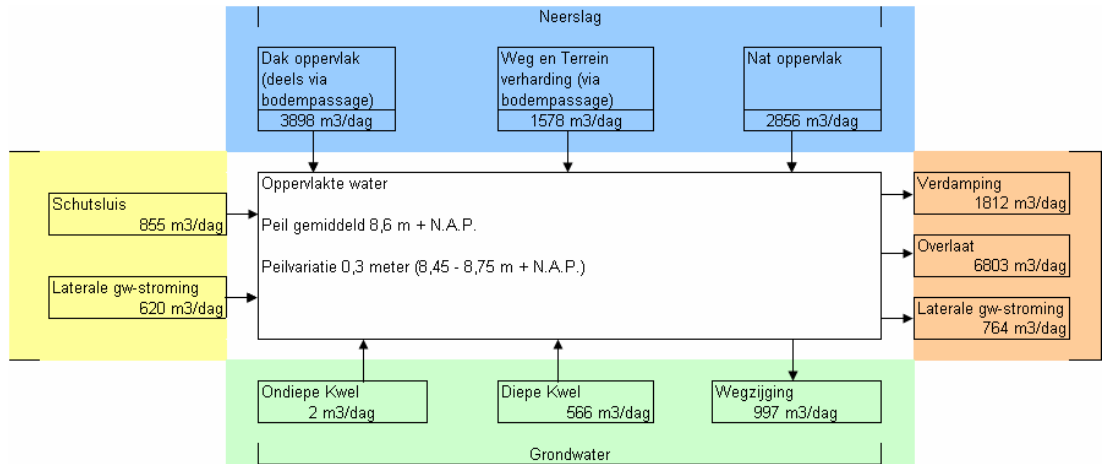 Neerslag
Dak oppervlak
(deels via
bodempassage)
3898 m3/dag
Weg en Terrein
verharding (via
bodempassage)
1578 m3/dag
Nat oppervlak
2856 m3/dag
Schutsluis
855 m3/dag
Laterale gw-stroming
620 m3/dag
Oppervlakte water
Peil gemiddeld 8,6 m + N.A.P.
Peilvariatie 0,3 meter (8,45 - 8,75 m + N.A.P.)
Verdamping
1812 m3/dag
Overlaat
6803 m3/dag
Laterale gw-stroming
764 m3/dag
Ondiepe Kwel
2 m3/dag
Diepe Kwel
566 m3/dag
Wegzijging
997 m3/dag
Grondwater